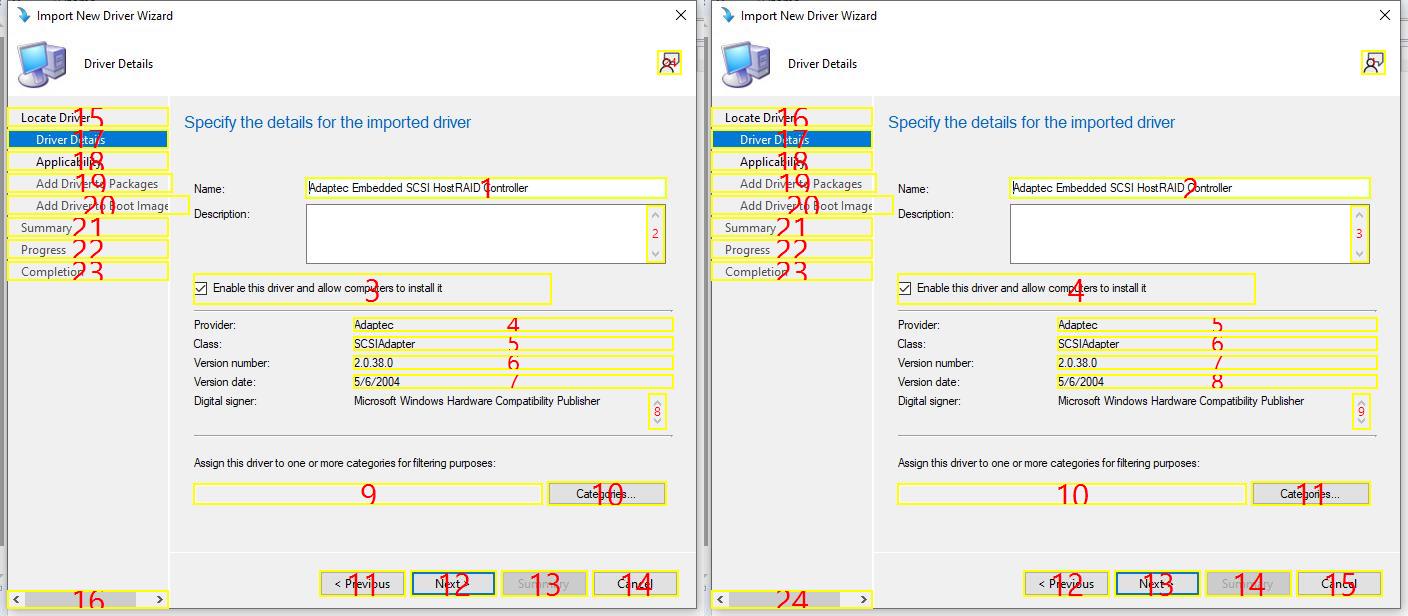 Import New Driver Wizard
Driver Details
24
Locate Driver
15
Driver Details
17
Applicability
18
Add Driver to Packages
19
Add Driver to Boot Image
20
Summary
21
Progress
22
Completion
23
16
Specify the details for the imported driver
Name: Adaptec Embedded SCSI HostRAID Controller
1
Description:
2
Enable this driver and allow computers to install it
3
Provider: Adaptec
4
Class: SCSIAdapter
5
Version number: 2.0.38.0
6
Version date: 5/6/2004
7
Digital signer: Microsoft Windows Hardware Compatibility Publisher
8
Assign this driver to one or more categories for filtering purposes:
9
Categories...
10
< Previous
11
Next >
12
Summary
13
Cancel
14
Import New Driver Wizard
Driver Details
Locate Driver
16
Driver Details
17
Applicability
18
Add Driver to Packages
19
Add Driver to Boot Image
20
Summary
21
Progress
22
Completion
23
24
Specify the details for the imported driver
Name: Adaptec Embedded SCSI HostRAID Controller
2
Description:
3
Enable this driver and allow computers to install it
4
Provider: Adaptec
5
Class: SCSIAdapter
6
Version number: 2.0.38.0
7
Version date: 5/6/2004
8
Digital signer: Microsoft Windows Hardware Compatibility Publisher
9
Assign this driver to one or more categories for filtering purposes:
10
Categories...
11
< Previous
12
Next >
13
Summary
14
Cancel
15